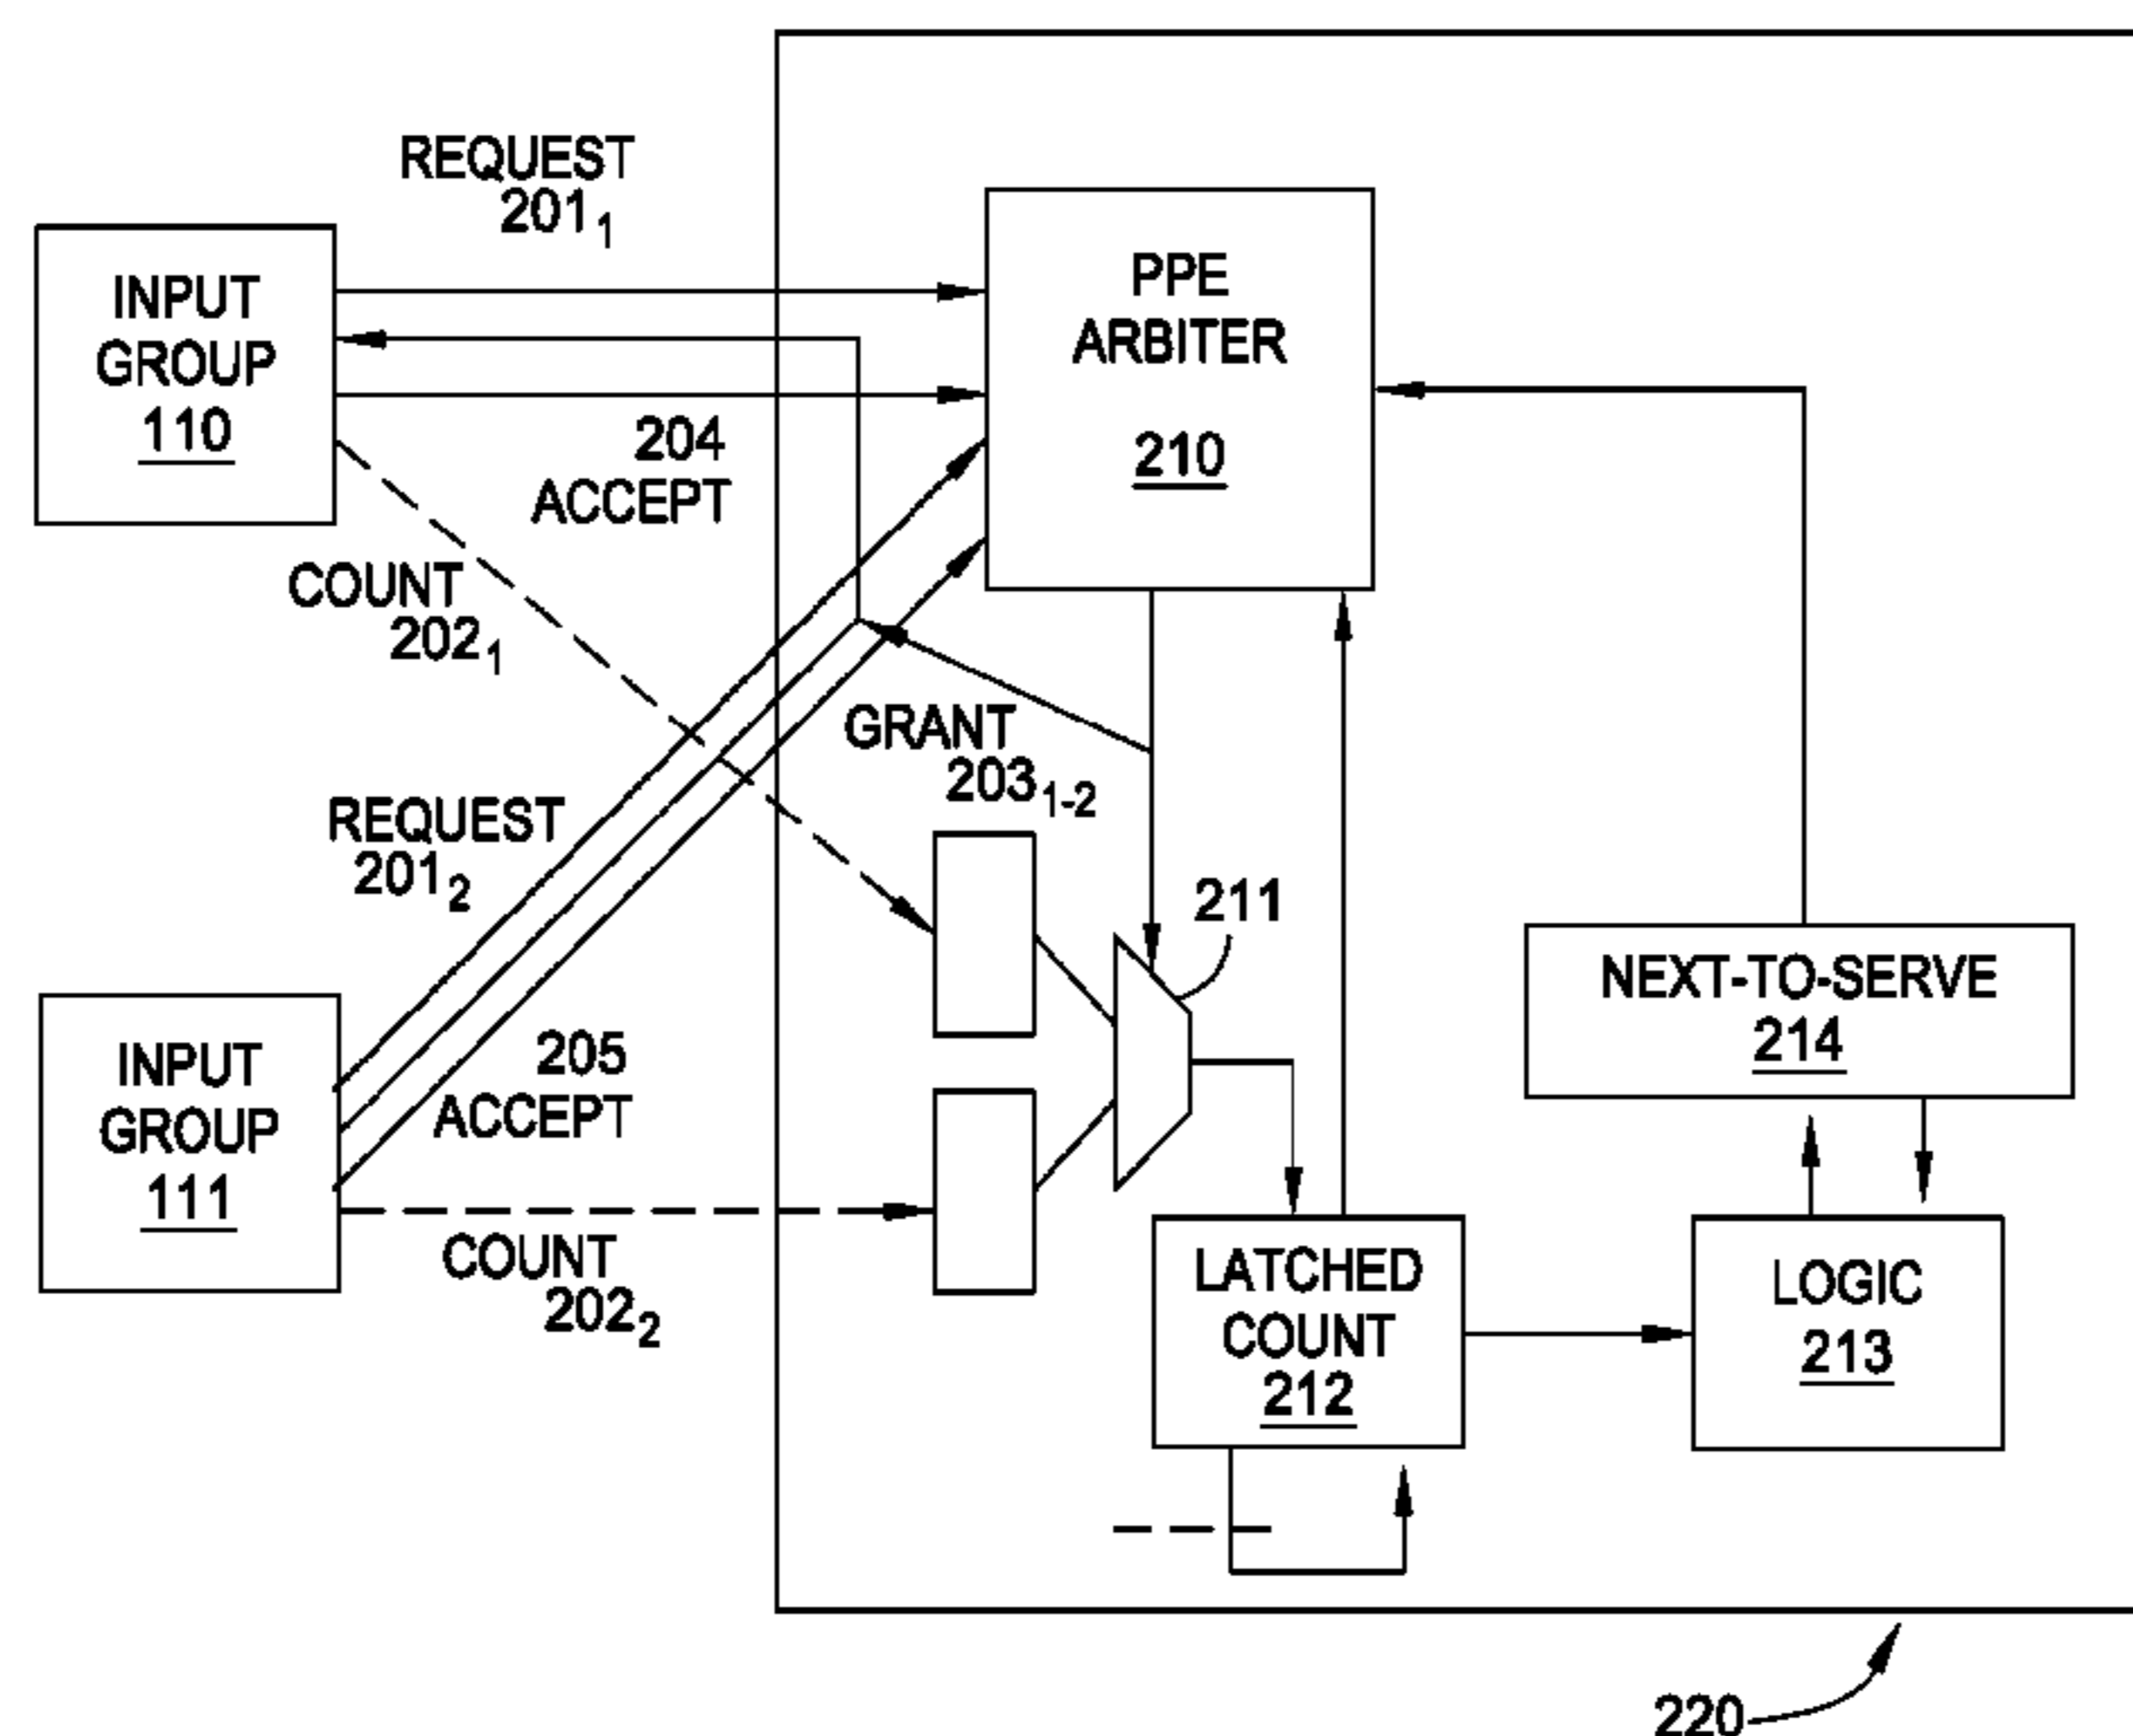 REQUEST
201₁
INPUT
GROUP
110
PPE
ARBITER
210
204
ACCEPT
COUNT
202₁
GRANT
203₁₋₂
REQUEST
201₂
211
NEXT-TO-SERVE
214
INPUT
GROUP
111
205
ACCEPT
COUNT
202₂
LATCHED
COUNT
212
LOGIC
213
220